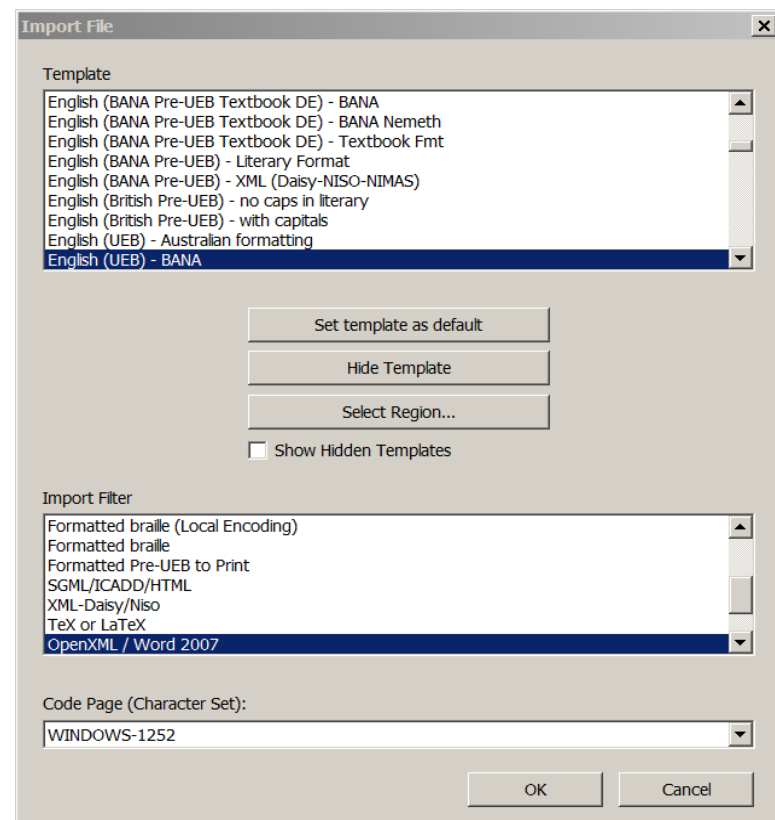 Import File
Template
English (BANA Pre-UEB Textbook DE) - BANA
English (BANA Pre-UEB Textbook DE) - BANA Nemeth
English (BANA Pre-UEB Textbook DE) - Textbook Fmt
English (BANA Pre-UEB) - Literary Format
English (BANA Pre-UEB) - XML (Daisy-NISO-NIMAS)
English (British Pre-UEB) - no caps in literary
English (British Pre-UEB) - with capitals
English (UEB) - Australian formatting
English (UEB) - BANA
Set template as default
Hide Template
Select Region...
Show Hidden Templates
Import Filter
Formatted braille (Local Encoding)
Formatted braille
Formatted Pre-UEB to Print
SGML/ICADD/HTML
XML-Daisy/Niso
TeX or LaTeX
OpenXML / Word 2007
Code Page (Character Set):
WINDOWS-1252
OK Cancel